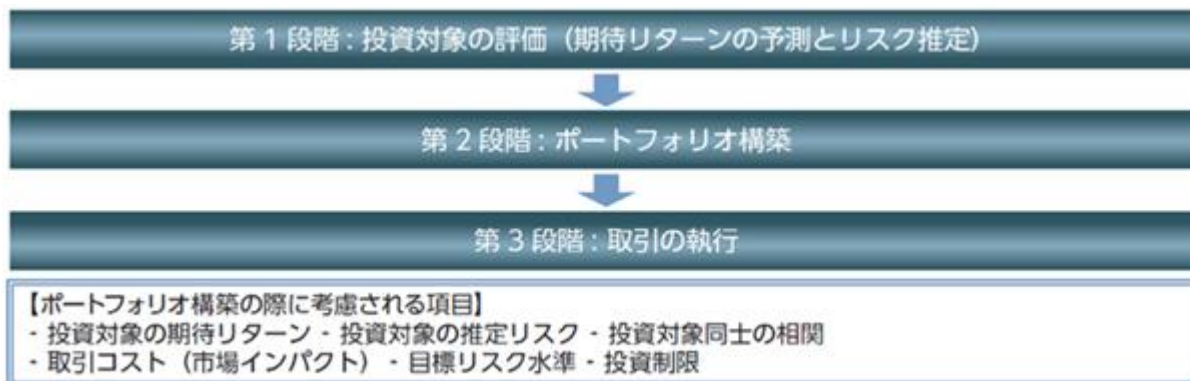 第1段階：投資対象の評価（期待リターンの予測とリスク推定）
第2段階：ポートフォリオ構築
第3段階：取引の執行
【ポートフォリオ構築の際に考慮される項目】
- 投資対象の期待リターン - 投資対象の推定リスク - 投資対象同士の相関
- 取引コスト（市場インパクト） - 目標リスク水準 - 投資制限